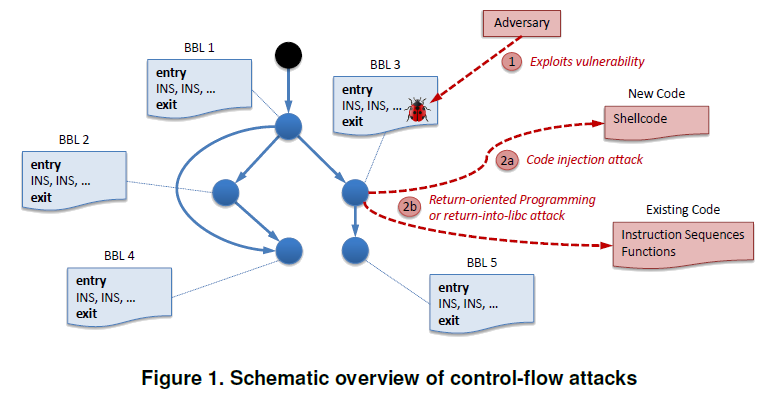 Adversary
1 Exploits vulnerability
BBL 1
entry
INS, INS, ...
exit
BBL 3
entry
INS, INS, ...
exit
New Code
Shellcode
BBL 2
entry
INS, INS, ...
exit
2a Code injection attack
2b Return-oriented Programming
or return-into-libc attack
Existing Code
Instruction Sequences
Functions
BBL 4
entry
INS, INS, ...
exit
BBL 5
entry
INS, INS, ...
exit
Figure 1. Schematic overview of control-flow attacks